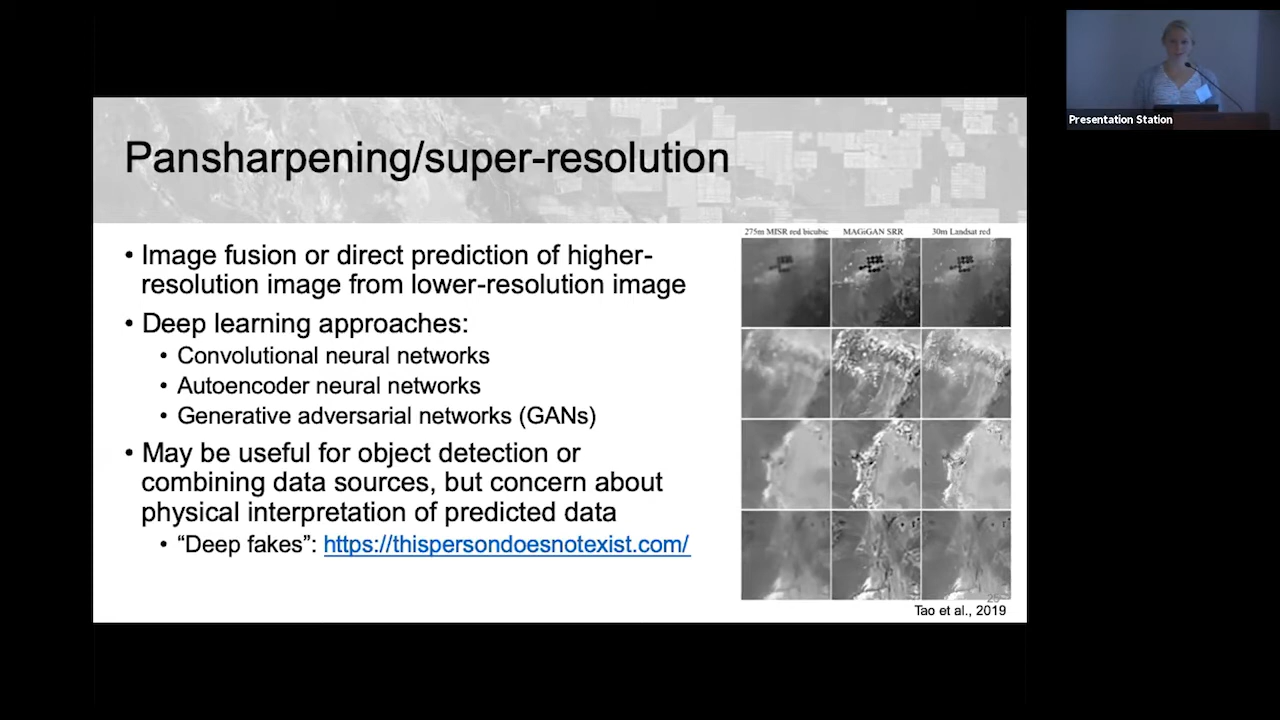 Presentation Station
Pansharpening/super-resolution
• Image fusion or direct prediction of higher-
resolution image from lower-resolution image
• Deep learning approaches:
• Convolutional neural networks
• Autoencoder neural networks
• Generative adversarial networks (GANs)
• May be useful for object detection or
combining data sources, but concern about
physical interpretation of predicted data
• “Deep fakes”: https://thispersondoesnotexist.com/
275m MISR red bicubic MAGiGAN SRR 30m Landsat red
Tao et al., 2019